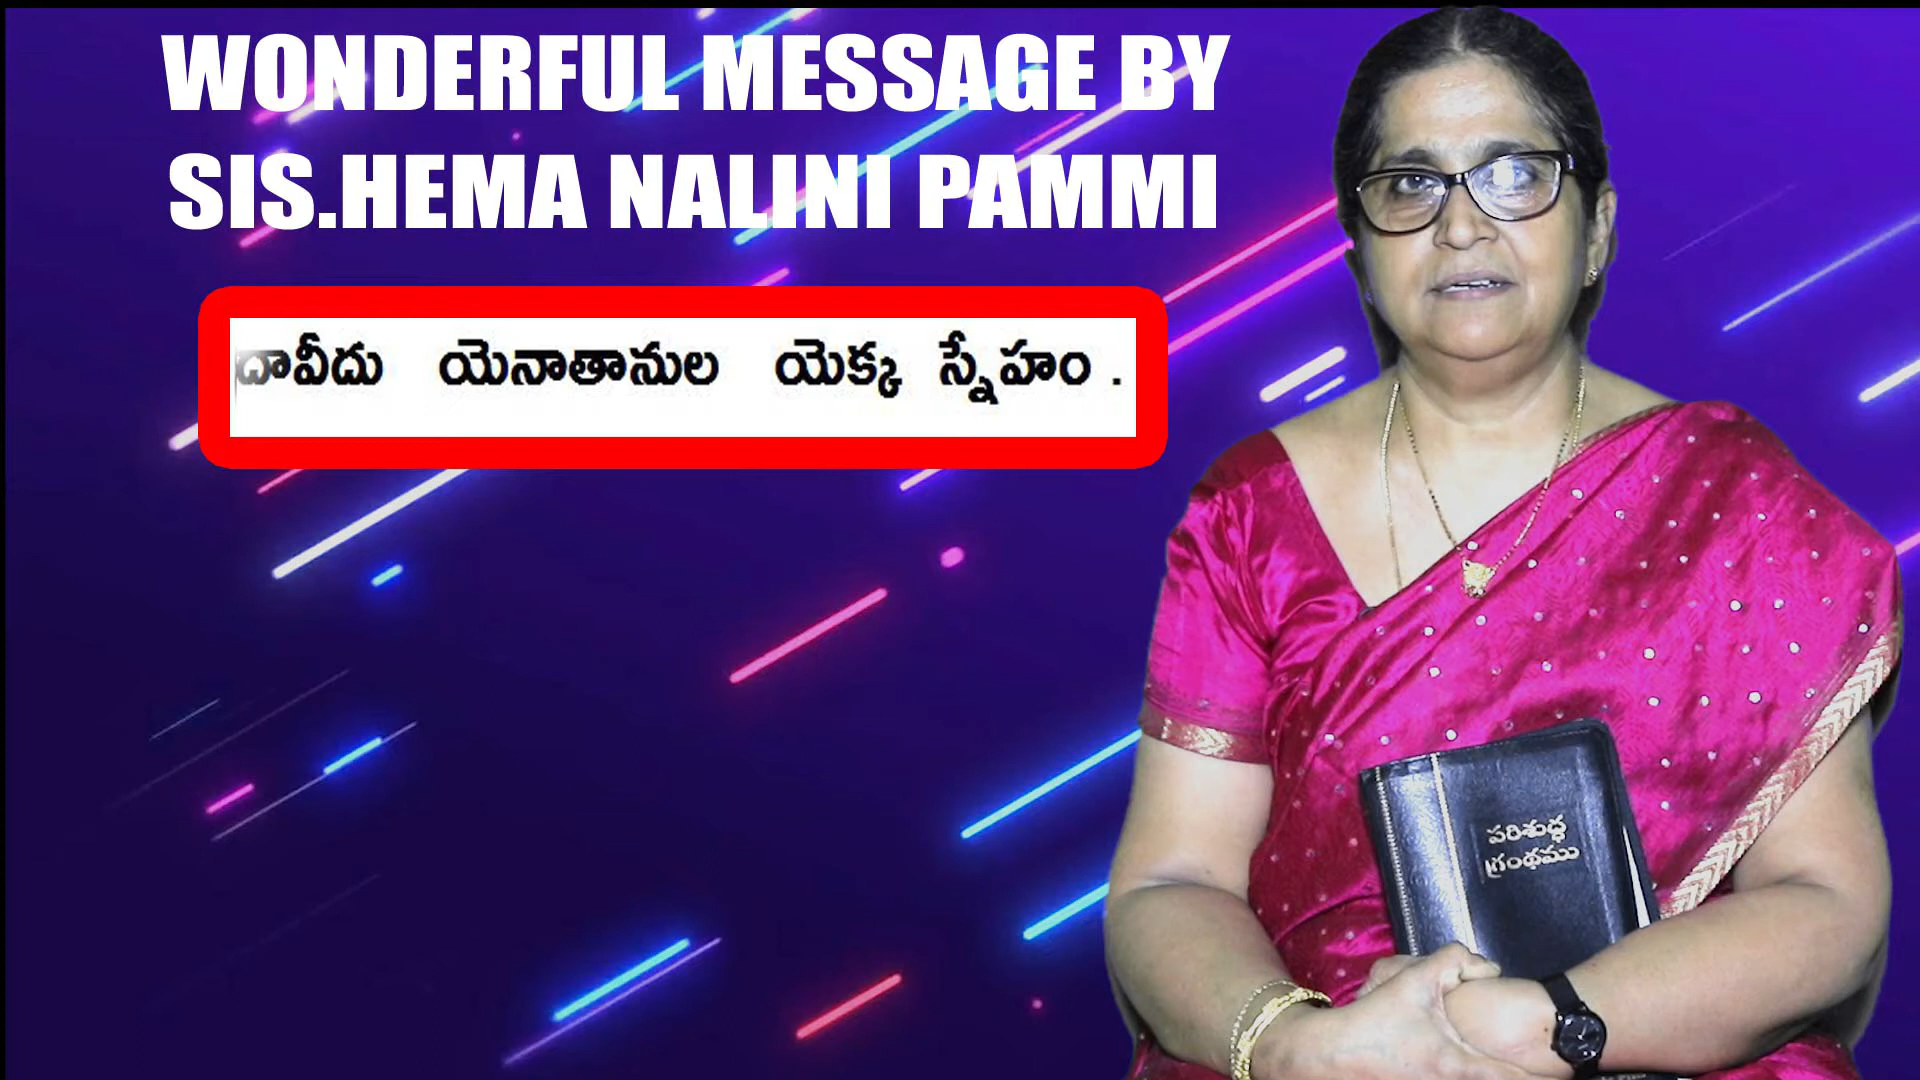 WONDERFUL MESSAGE BY
SIS.HEMA NALINI PAMMI
దావీదు యెనాతానుల యెక్క స్నేహం .
పరిశుద్ధ
గ్రంథము